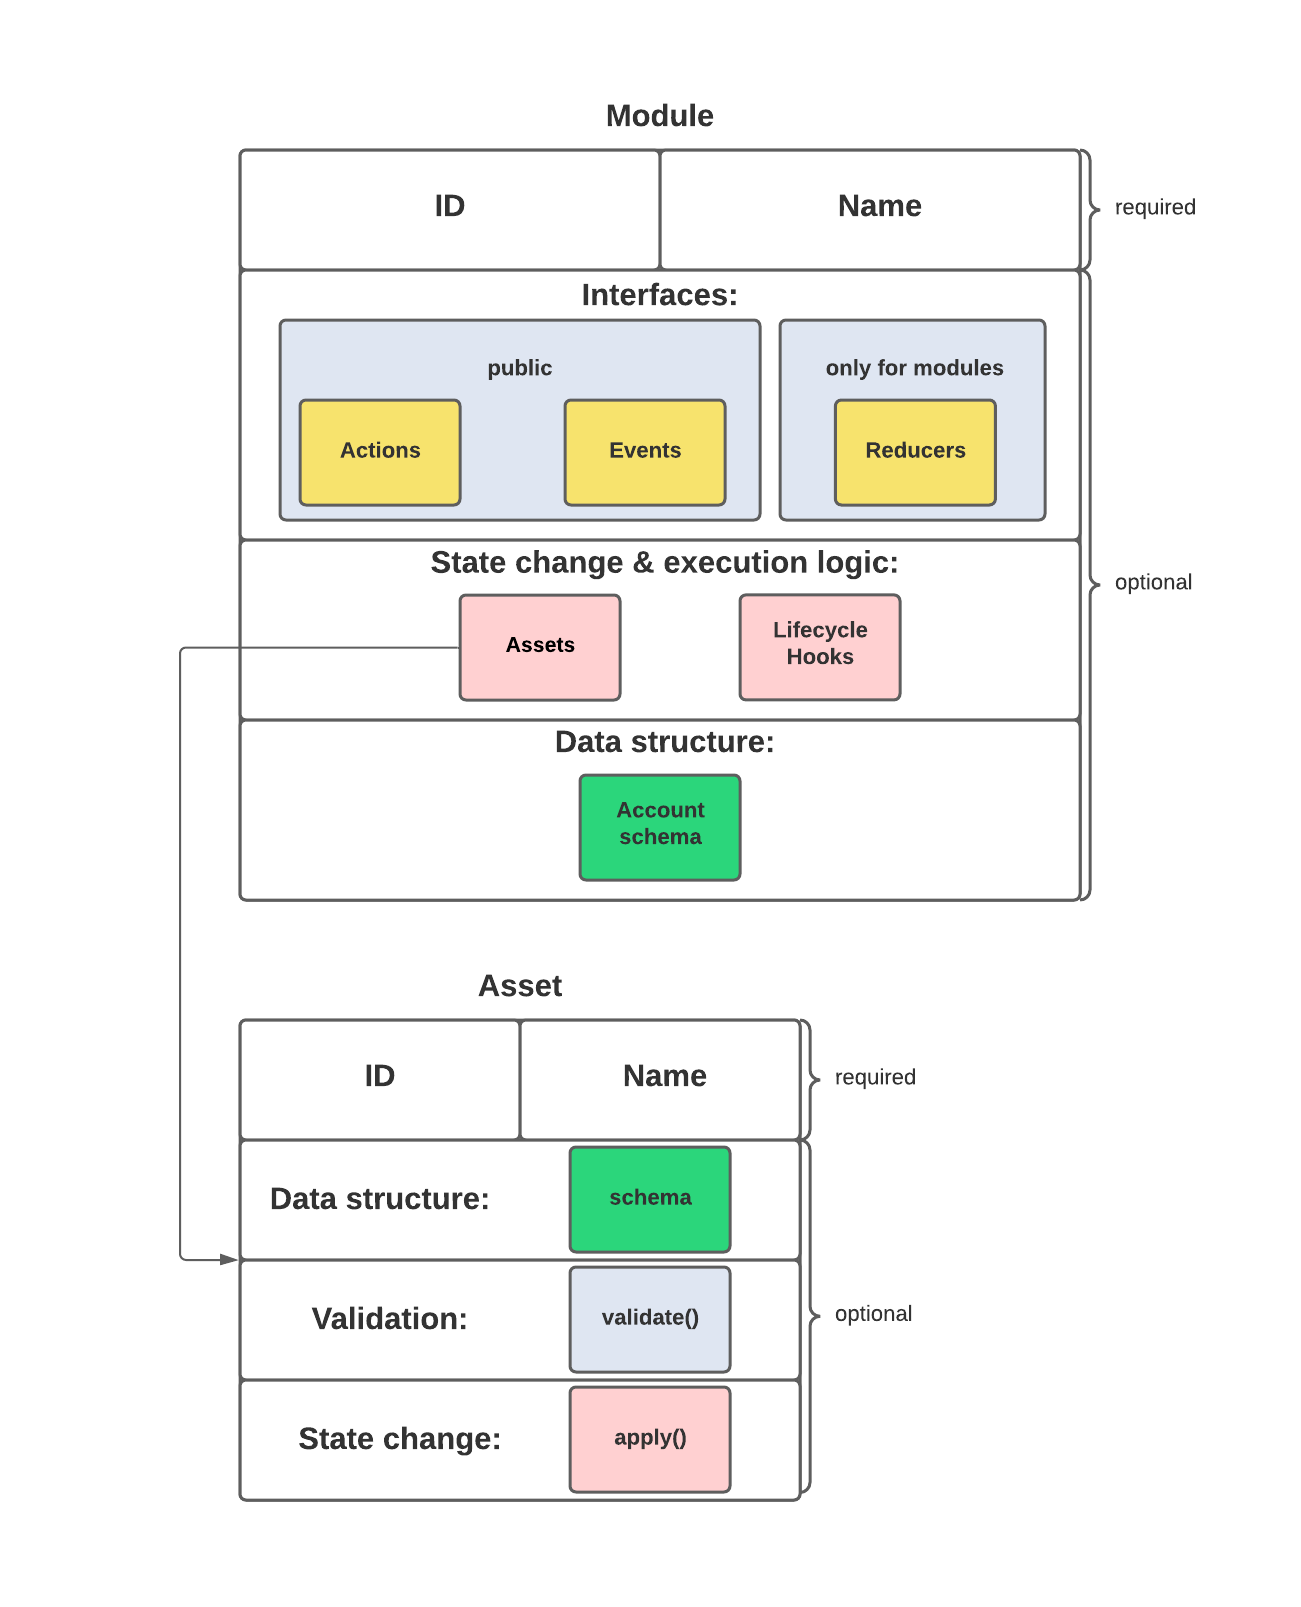 Module
ID
Name
required
Interfaces:
public
only for modules
Actions
Events
Reducers
State change & execution logic:
optional
Assets
Lifecycle
Hooks
Data structure:
Account
schema
Asset
ID
Name
required
Data structure:
schema
Validation:
validate()
optional
State change:
apply()